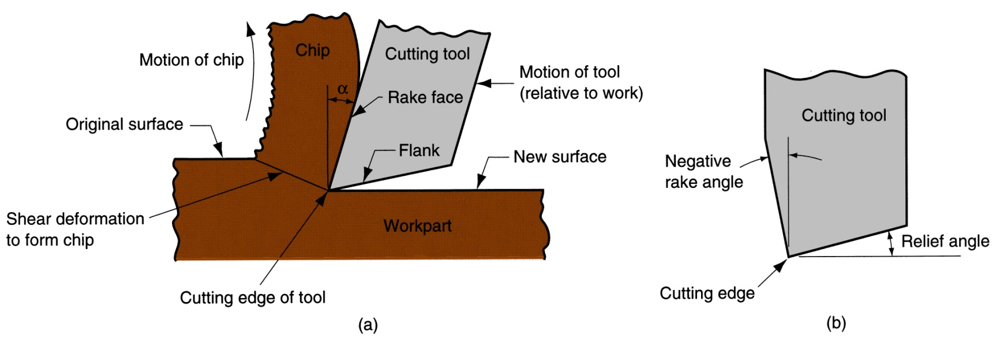 Chip
Cutting tool
Motion of chip
Motion of tool
(relative to work)
α
Rake face
Original surface
Flank
New surface
Shear deformation
to form chip
Workpart
Cutting edge of tool
(a)
Cutting tool
Negative
rake angle
Relief angle
Cutting edge
(b)